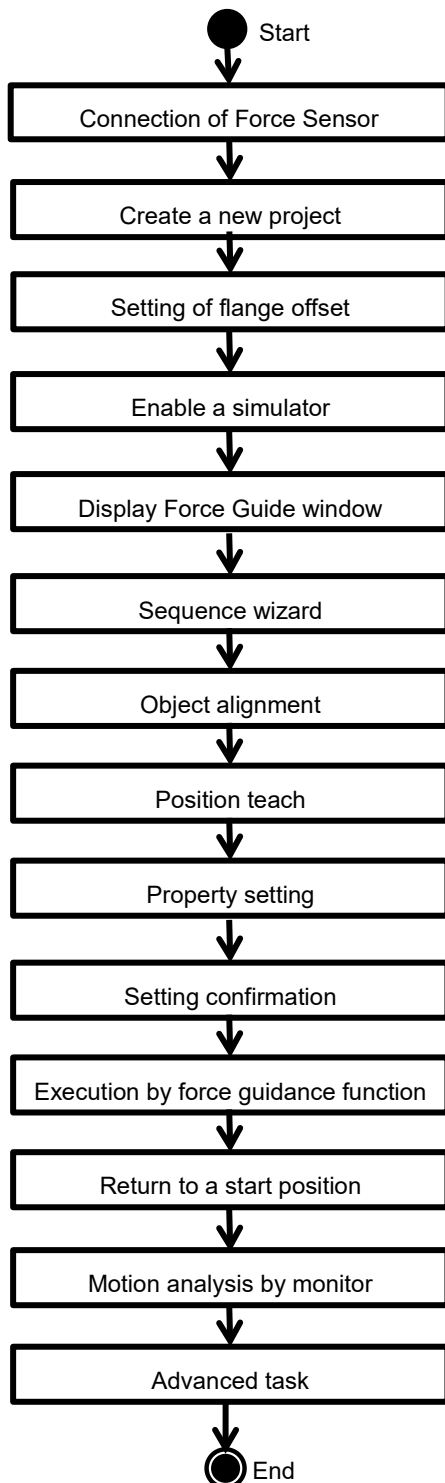 Start
Connection of Force Sensor
Create a new project
Setting of flange offset
Enable a simulator
Display Force Guide window
Sequence wizard
Object alignment
Position teach
Property setting
Setting confirmation
Execution by force guidance function
Return to a start position
Motion analysis by monitor
Advanced task
End